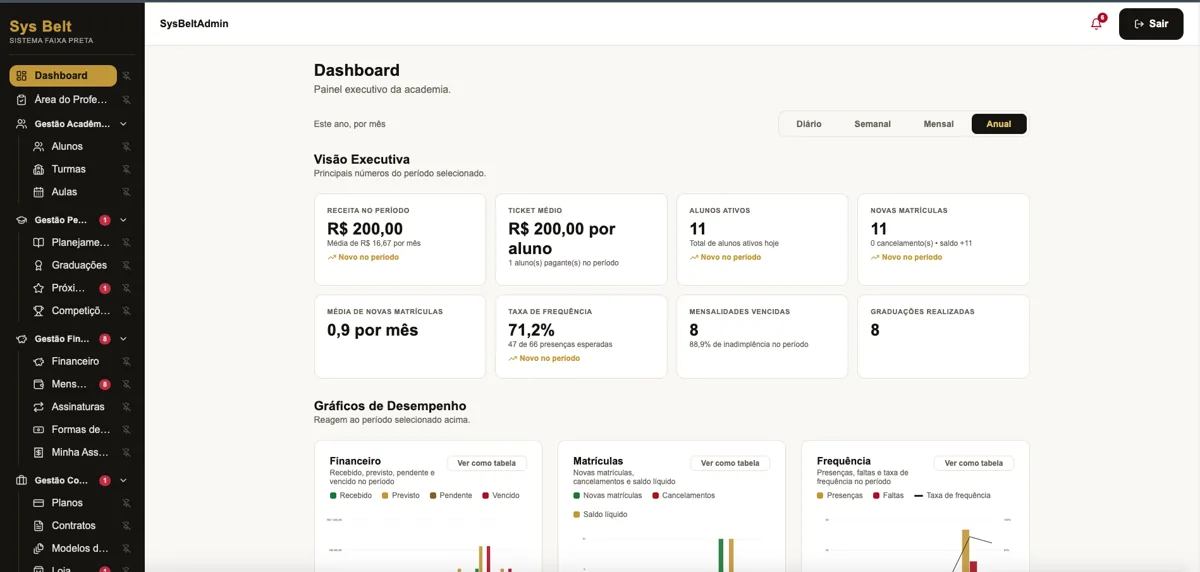 Sys Belt
SISTEMA FAIXA PRETA
Dashboard
Área do Profe...
Gestão Acadêm...
Alunos
Turmas
Aulas
Gestão Pe... 1
Planejame...
Graduações
Próxi... 1
Competiçõ...
Gestão Fin... 8
Financeiro
Mens... 8
Assinaturas
Formas de...
Minha Ass...
Gestão Co... 1
Planos
Contratos
Modelos d...
Loja 1
SysBeltAdmin
Sair
Dashboard
Painel executivo da academia.
Este ano, por mês
Diário Semanal Mensal Anual
Visão Executiva
Principais números do período selecionado.
RECEITA NO PERÍODO
R$ 200,00
Média de R$ 16,67 por mês
Novo no período
TICKET MÉDIO
R$ 200,00 por
aluno
1 aluno(s) pagante(s) no período
ALUNOS ATIVOS
11
Total de alunos ativos hoje
Novo no período
NOVAS MATRÍCULAS
11
0 cancelamento(s) • saldo +11
Novo no período
MÉDIA DE NOVAS MATRÍCULAS
0,9 por mês
TAXA DE FREQUÊNCIA
71,2%
47 de 66 presenças esperadas
Novo no período
MENSALIDADES VENCIDAS
8
88,9% de inadimplência no período
GRADUAÇÕES REALIZADAS
8
Gráficos de Desempenho
Reagem ao período selecionado acima.
Financeiro
Recebido, previsto, pendente e
vencido no período
Ver como tabela
Recebido Previsto Pendente Vencido
Matrículas
Novas matrículas,
cancelamentos e saldo líquido
Ver como tabela
Novas matrículas Cancelamentos
Saldo líquido
Frequência
Presenças, faltas e taxa de
frequência no período
Ver como tabela
Presenças Faltas Taxa de frequência